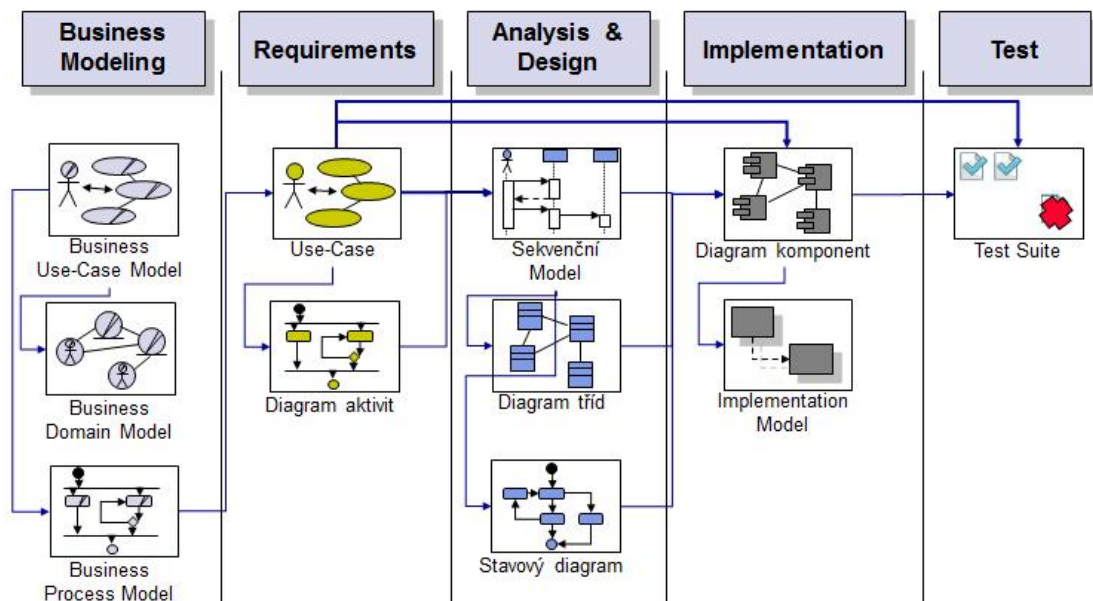 Business
Modeling
Requirements
Analysis &
Design
Implementation
Test
Business
Use-Case Model
Use-Case
Sekvenční
Model
Diagram komponent
Test Suite
Business
Domain Model
Diagram aktivit
Diagram tříd
Implementation
Model
Business
Process Model
Stavový diagram